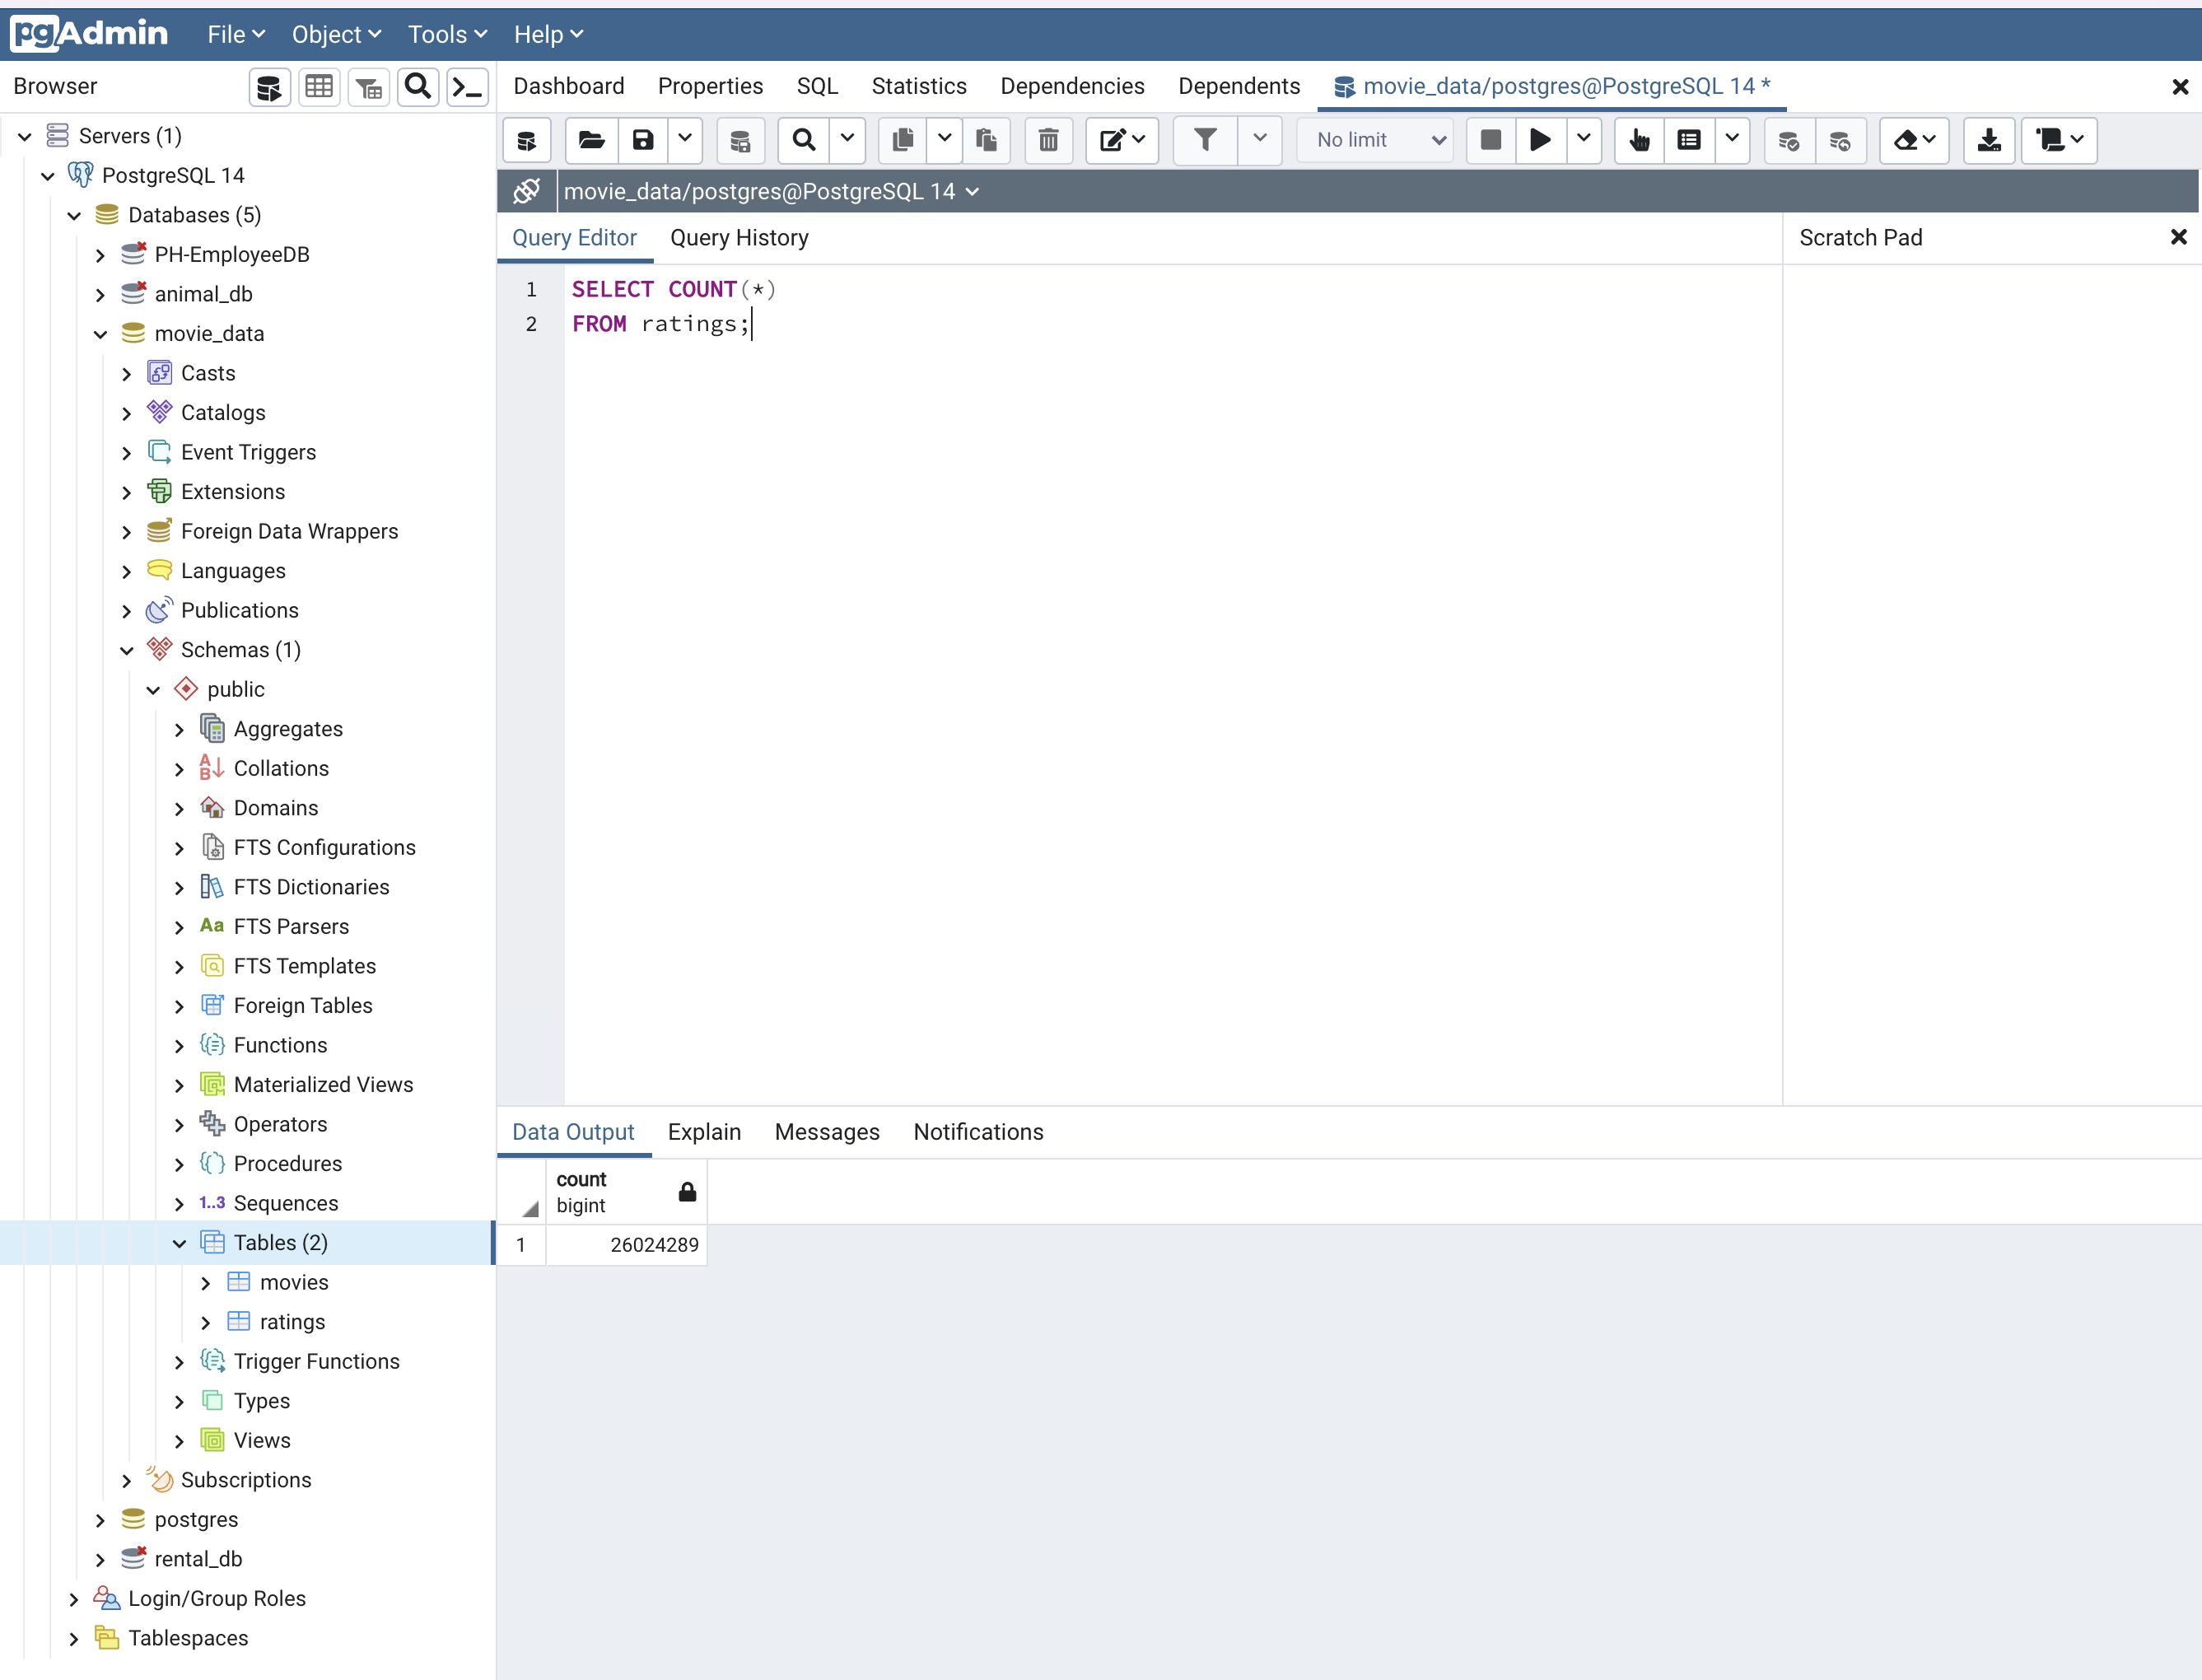 pgAdmin File Object Tools Help
Browser
Dashboard Properties SQL Statistics Dependencies Dependents movie_data/postgres@PostgreSQL 14 *
No limit
movie_data/postgres@PostgreSQL 14
Query Editor Query History
Scratch Pad
1 SELECT COUNT(*)
2 FROM ratings;
Servers (1)
PostgreSQL 14
Databases (5)
PH-EmployeeDB
animal_db
movie_data
Casts
Catalogs
Event Triggers
Extensions
Foreign Data Wrappers
Languages
Publications
Schemas (1)
public
Aggregates
Collations
Domains
FTS Configurations
FTS Dictionaries
Aa FTS Parsers
FTS Templates
Foreign Tables
Functions
Materialized Views
Operators
Procedures
1..3 Sequences
Tables (2)
movies
ratings
Trigger Functions
Types
Views
Subscriptions
postgres
rental_db
Login/Group Roles
Tablespaces
Data Output Explain Messages Notifications
count
bigint
1 26024289